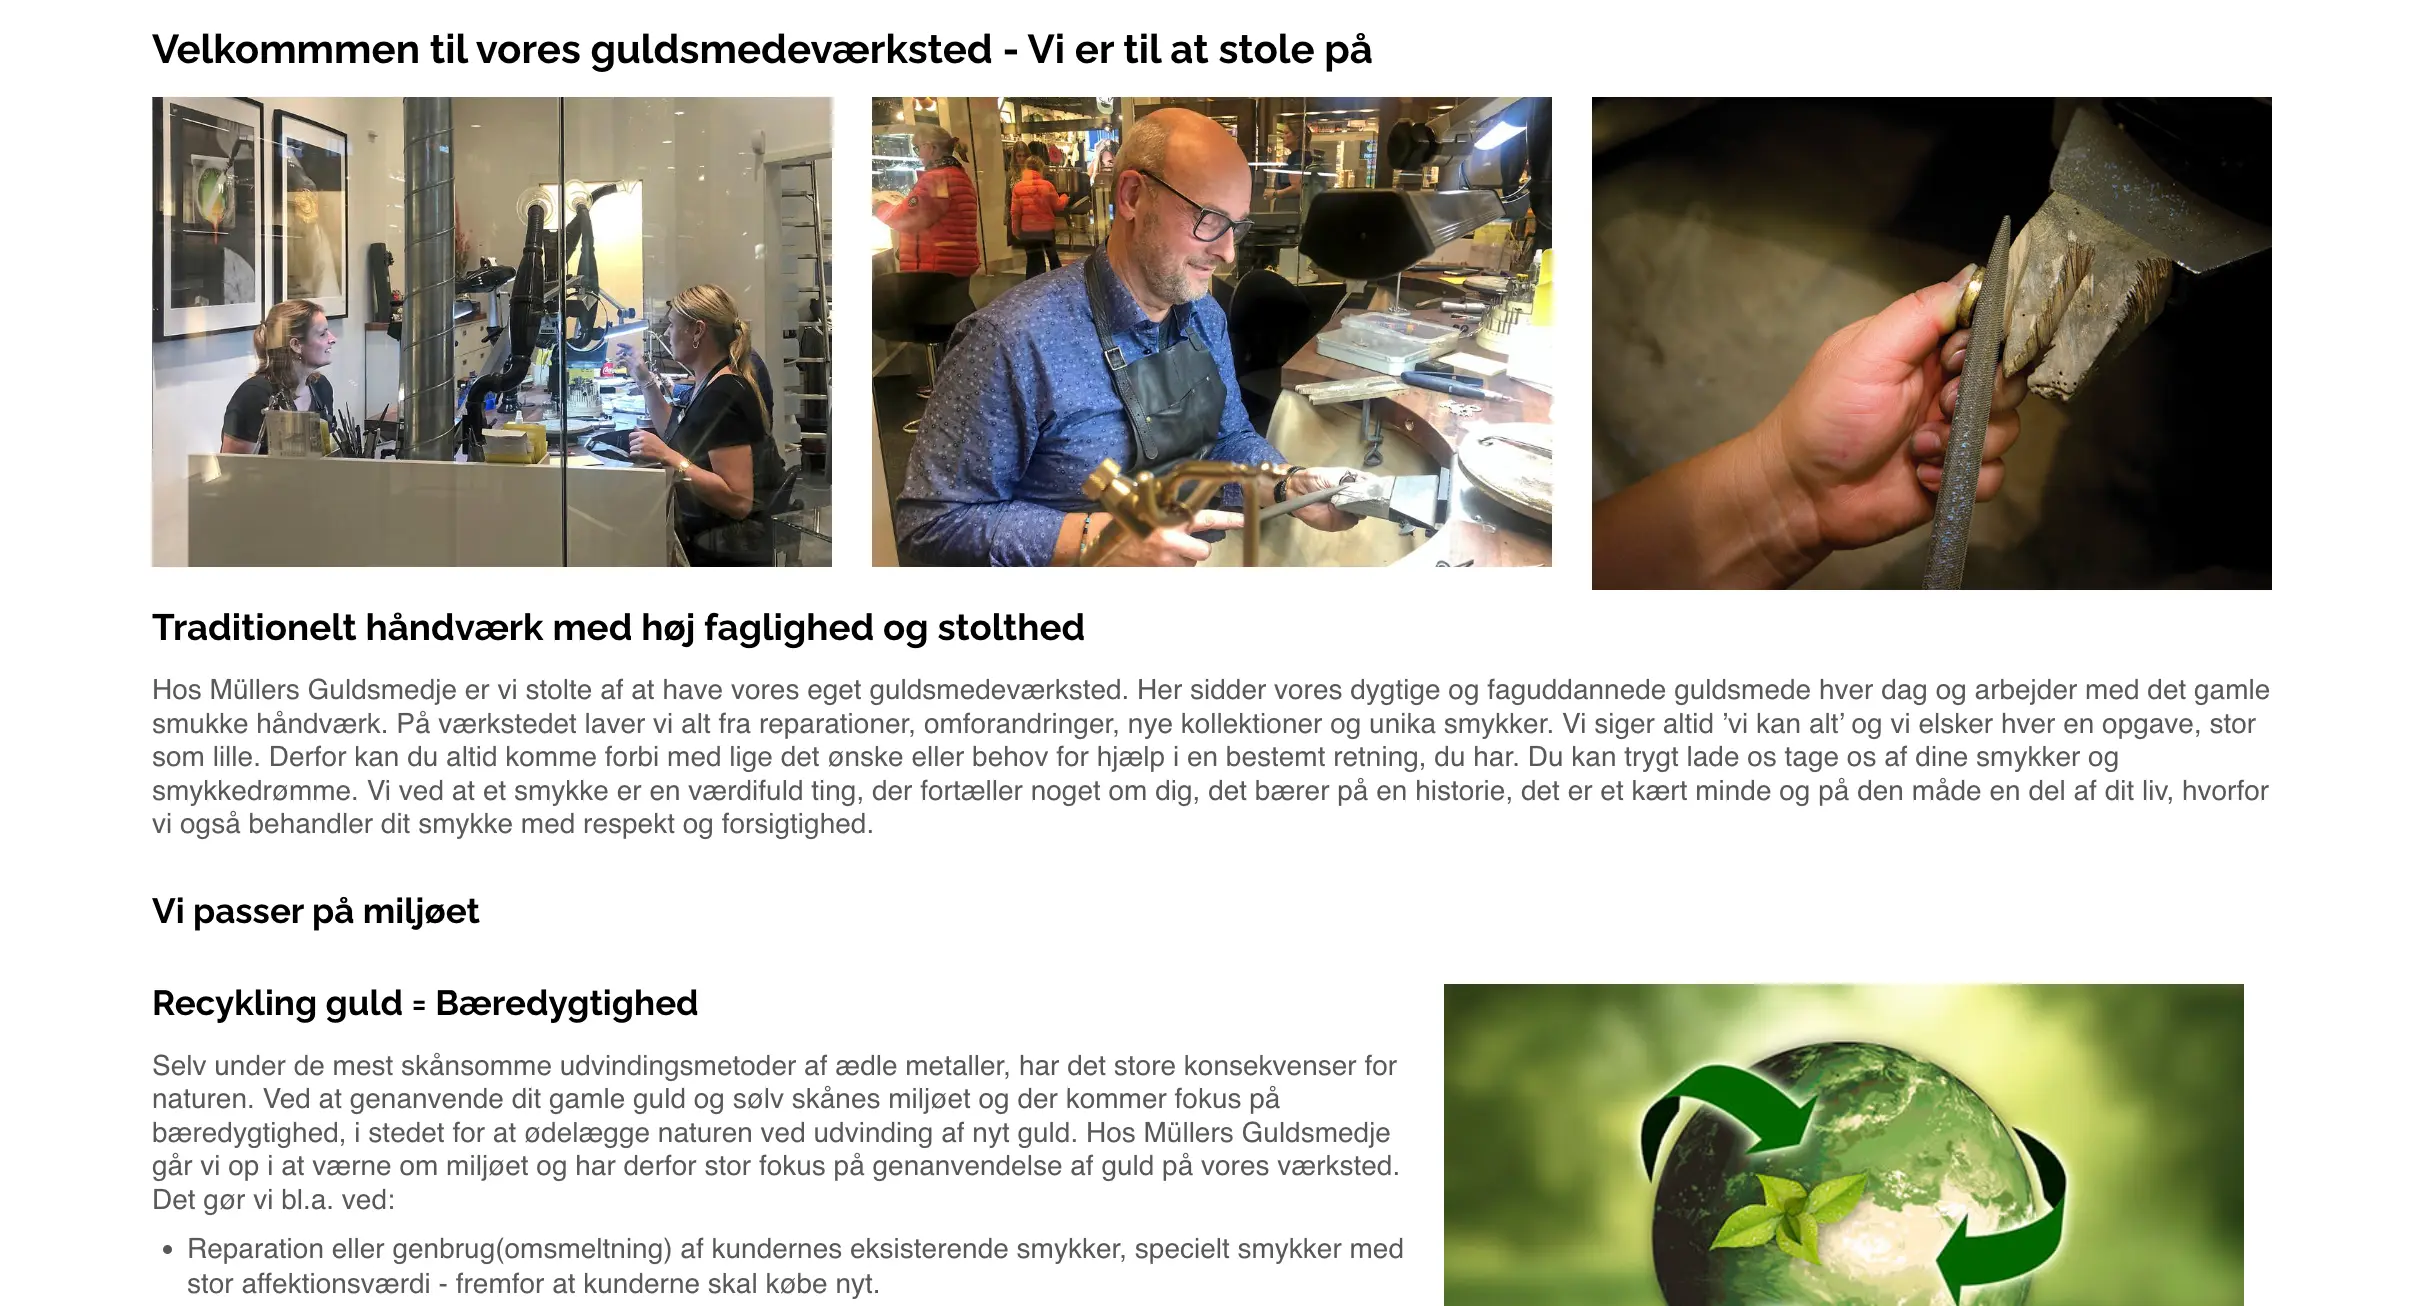 Velkommmen til vores guldsmedeværksted - Vi er til at stole på
Traditionelt håndværk med høj faglighed og stolthed
Hos Müllers Guldsmedje er vi stolte af at have vores eget guldsmedeværksted. Her sidder vores dygtige og faguddannede guldsmede hver dag og arbejder med det gamle
smukke håndværk. På værkstedet laver vi alt fra reparationer, omforandringer, nye kollektioner og unika smykker. Vi siger altid ’vi kan alt’ og vi elsker hver en opgave, stor
som lille. Derfor kan du altid komme forbi med lige det ønske eller behov for hjælp i en bestemt retning, du har. Du kan trygt lade os tage os af dine smykker og
smykkedrømme. Vi ved at et smykke er en værdifuld ting, der fortæller noget om dig, det bærer på en historie, det er et kært minde og på den måde en del af dit liv, hvorfor
vi også behandler dit smykke med respekt og forsigtighed.
Vi passer på miljøet
Recykling guld = Bæredygtighed
Selv under de mest skånsomme udvindingsmetoder af ædle metaller, har det store konsekvenser for
naturen. Ved at genanvende dit gamle guld og sølv skånes miljøet og der kommer fokus på
bæredygtighed, i stedet for at ødelægge naturen ved udvinding af nyt guld. Hos Müllers Guldsmedje
går vi op i at værne om miljøet og har derfor stor fokus på genanvendelse af guld på vores værksted.
Det gør vi bl.a. ved:
• Reparation eller genbrug(omsmeltning) af kundernes eksisterende smykker, specielt smykker med
stor affektionsværdi - fremfor at kunderne skal købe nyt.